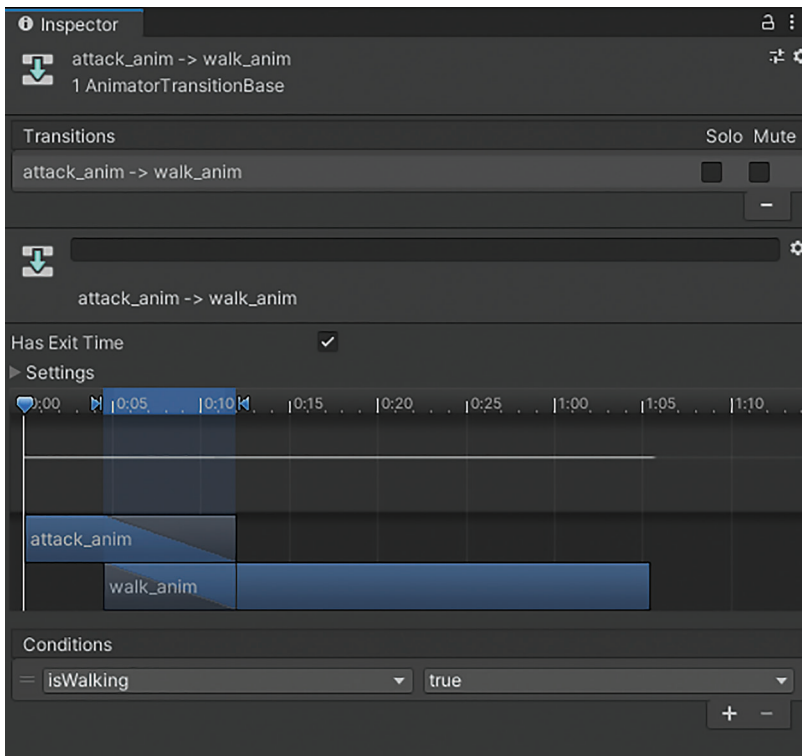 Inspector
attack_anim -> walk_anim
1 AnimatorTransitionBase
Transitions Solo Mute
attack_anim -> walk_anim
attack_anim -> walk_anim
Has Exit Time
Settings
0:00 0:05 0:10 0:15 0:20 0:25 1:00 1:05 1:10
attack_anim
walk_anim
Conditions
isWalking true